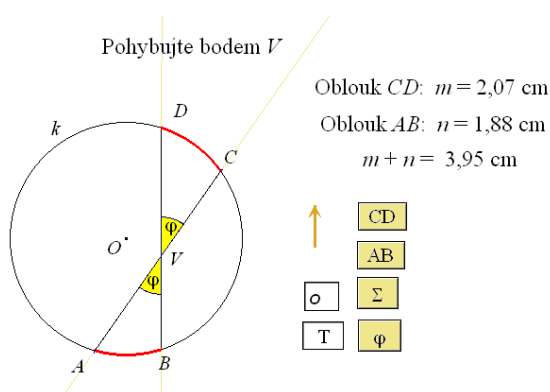 Pohybujte bodem V
Oblouk CD: m = 2,07 cm
Oblouk AB: n = 1,88 cm
m + n = 3,95 cm
k
D
C
O
φ
V
φ
A
B
CD
AB
o
Σ
T
φ